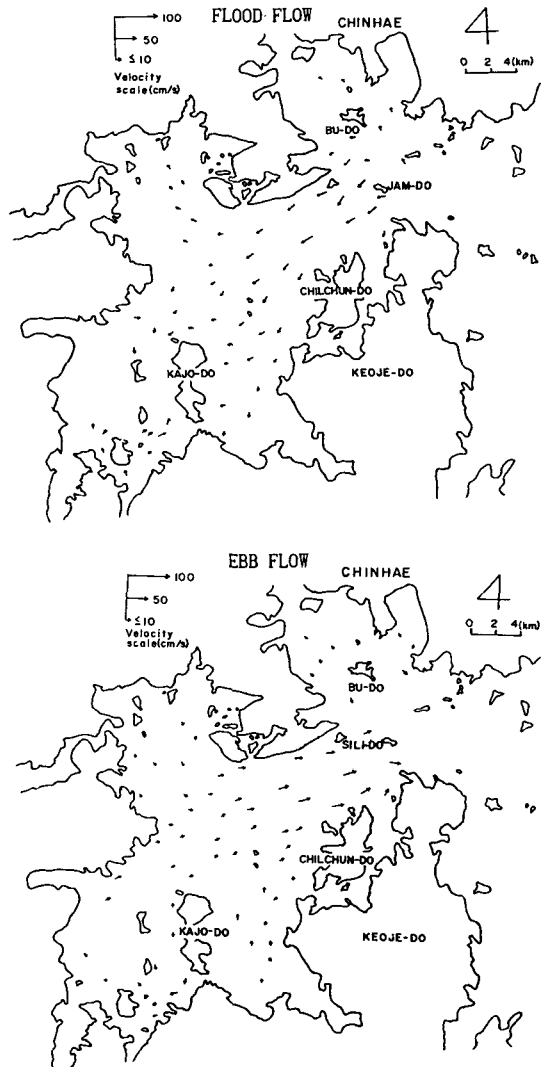 FLOOD FLOW
CHINHAE
100
50
≤10
Velocity
scale(cm/s)
4
0 2 4(km)
BU-DO
JAM-DO
CHILCHUN-DO
KAJO-DO
KEOJE-DO
EBB FLOW
CHINHAE
100
50
≤10
Velocity
scale(cm/s)
4
0 2 4(km)
BU-DO
SILI-DO
CHILCHUN-DO
KAJO-DO
KEOJE-DO